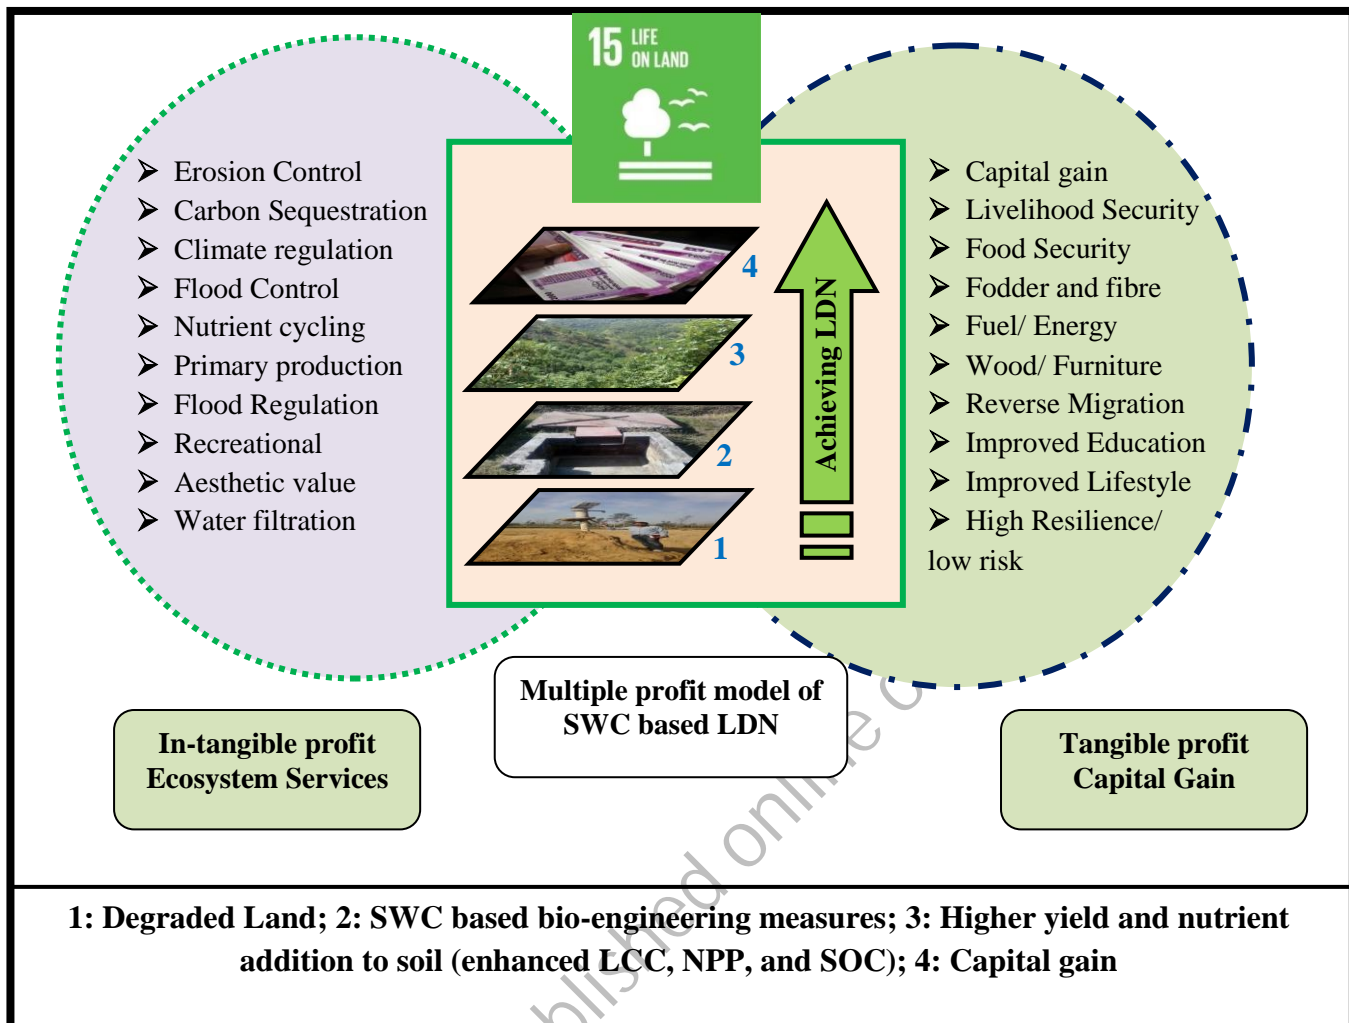 15 LIFE
ON LAND
➢ Erosion Control
➢ Carbon Sequestration
➢ Climate regulation
➢ Flood Control
➢ Nutrient cycling
➢ Primary production
➢ Flood Regulation
➢ Recreational
➢ Aesthetic value
➢ Water filtration
4
3
2
1
Achieving LDN
➢ Capital gain
➢ Livelihood Security
➢ Food Security
➢ Fodder and fibre
➢ Fuel/ Energy
➢ Wood/ Furniture
➢ Reverse Migration
➢ Improved Education
➢ Improved Lifestyle
➢ High Resilience/
low risk
Multiple profit model of
SWC based LDN
In-tangible profit
Ecosystem Services
Tangible profit
Capital Gain
blished online
1: Degraded Land; 2: SWC based bio-engineering measures; 3: Higher yield and nutrient
addition to soil (enhanced LCC, NPP, and SOC); 4: Capital gain